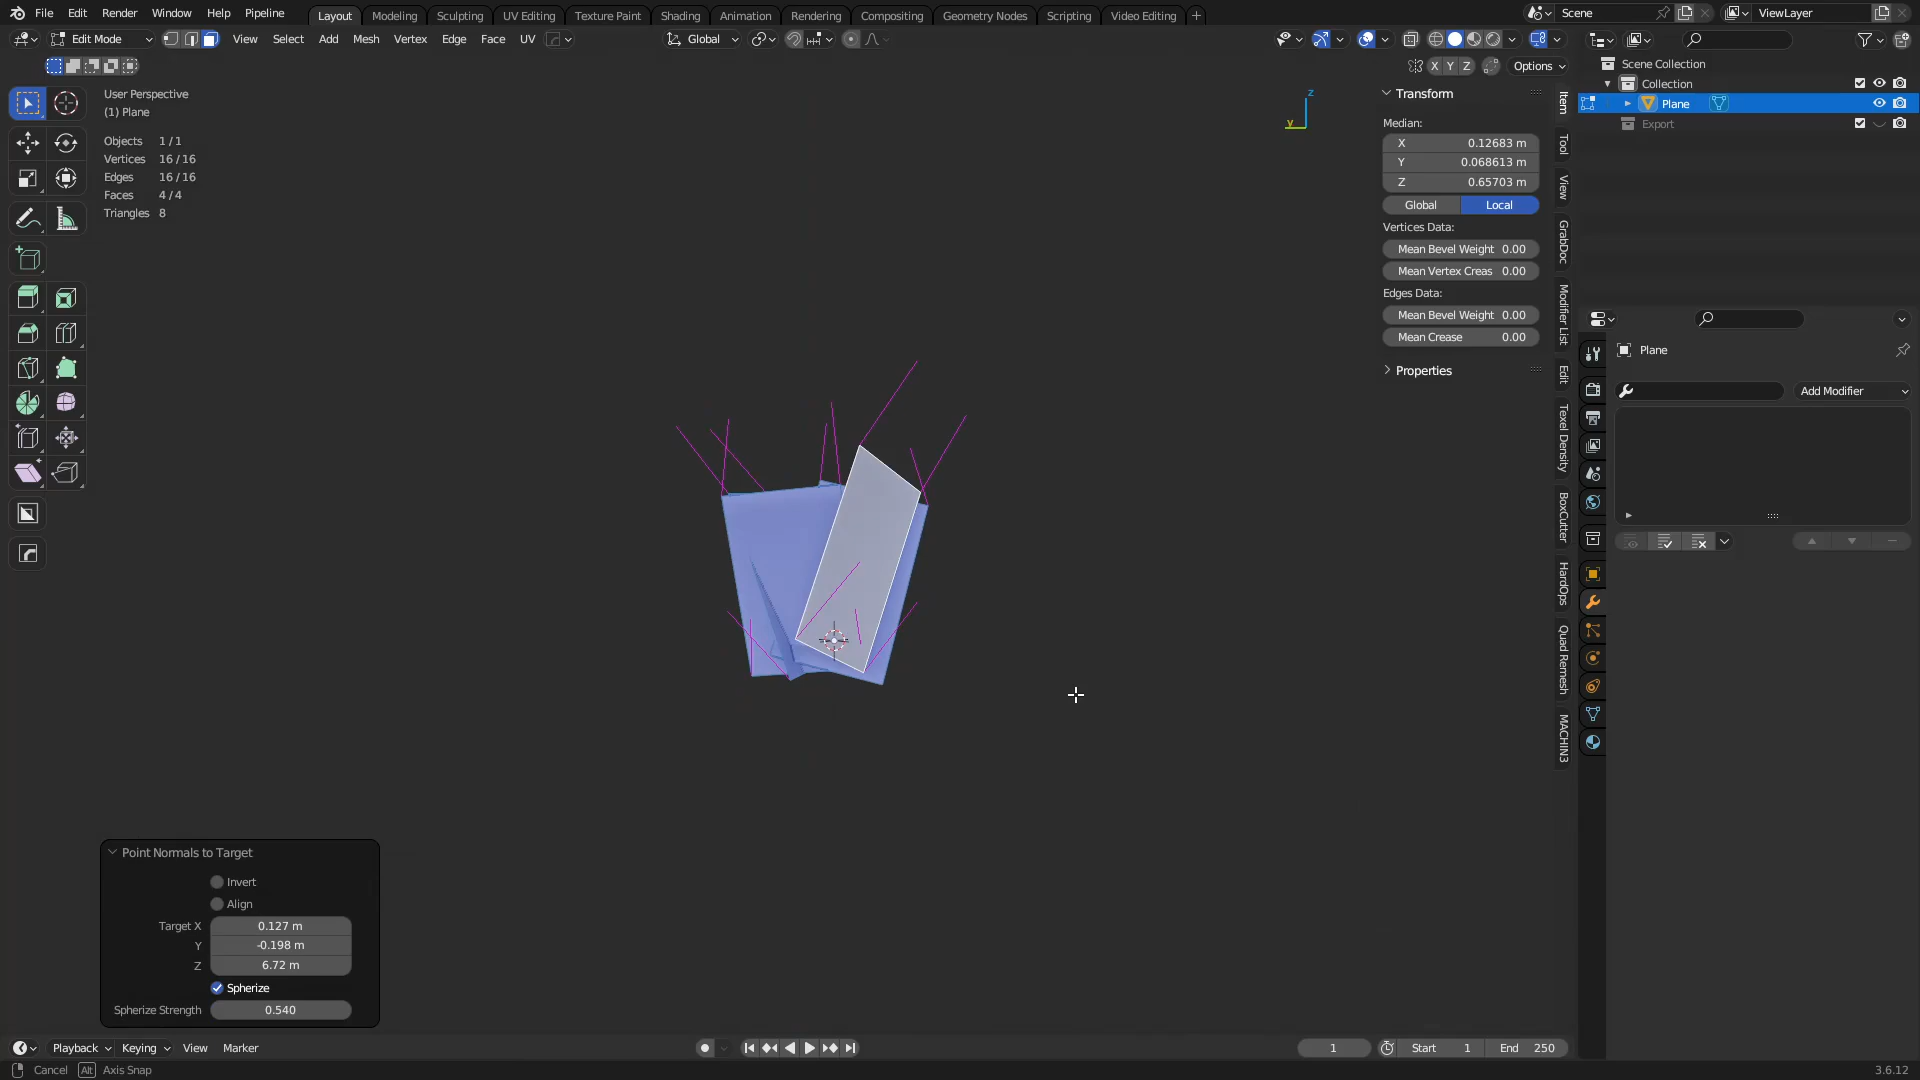 File Edit Render Window Help Pipeline Layout Modeling Sculpting UV Editing Texture Paint Shading Animation Rendering Compositing Geometry Nodes Scripting Video Editing + Scene ViewLayer
Edit Mode View Select Add Mesh Vertex Edge Face UV Global
X Y Z Options
User Perspective
(1) Plane
Objects 1/1
Vertices 16/16
Edges 16/16
Faces 4/4
Triangles 8
z
y
Transform
Median:
X 0.12683 m
Y 0.068613 m
Z 0.65703 m
Global Local
Vertices Data:
Mean Bevel Weight 0.00
Mean Vertex Creas 0.00
Edges Data:
Mean Bevel Weight 0.00
Mean Crease 0.00
Properties
Item
Tool
View
GrabDoc
Modifier List
Edit
Texel Density
BoxCutter
HardOps
Quad Remesh
MACHIN3
Scene Collection
Collection
Plane
Export
Plane
Add Modifier
Point Normals to Target
Invert
Align
Target X 0.127 m
Y -0.198 m
Z 6.72 m
Spherize
Spherize Strength 0.540
Playback Keying View Marker 1 Start 1 End 250
Cancel Alt Axis Snap 3.6.12